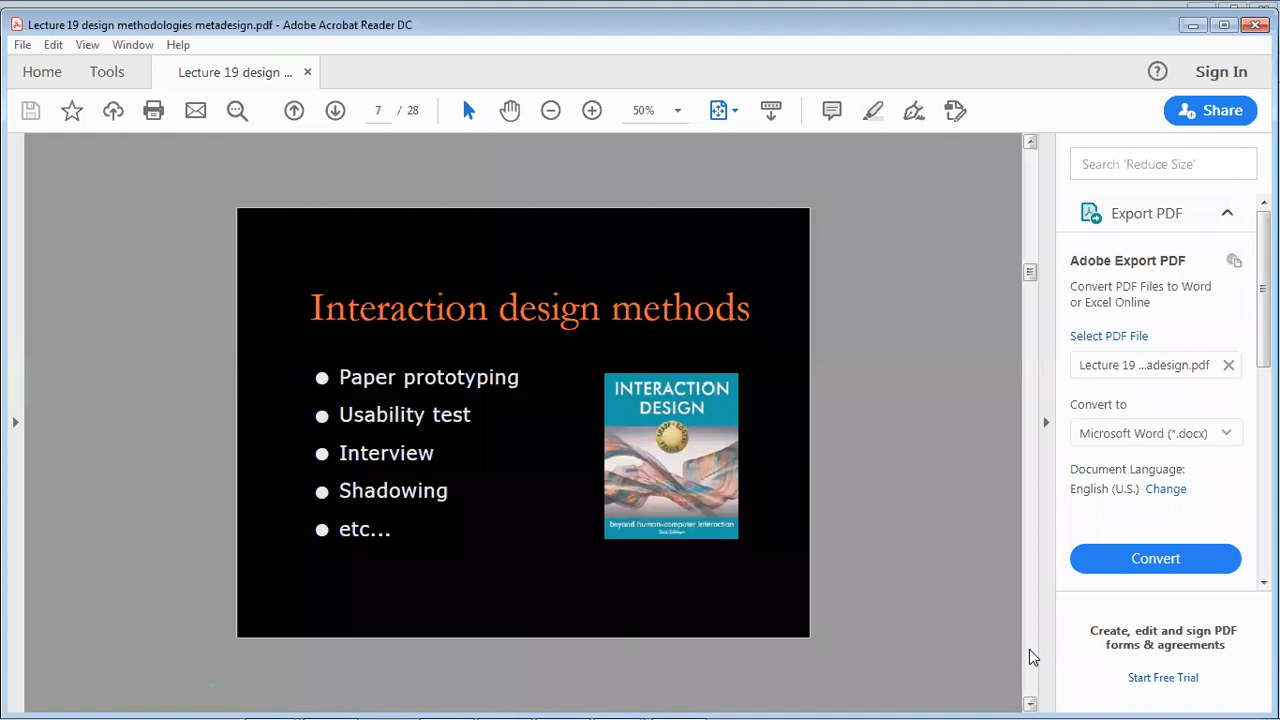 Lecture 19 design methodologies metadesign.pdf - Adobe Acrobat Reader DC
File Edit View Window Help
Home Tools Lecture 19 design ... × Sign In
7 / 28 50% Share
Search 'Reduce Size'
Export PDF
Adobe Export PDF
Convert PDF Files to Word
or Excel Online
Select PDF File
Lecture 19 ...adesign.pdf
Convert to
Microsoft Word (*.docx)
Document Language:
English (U.S.) Change
Convert
Create, edit and sign PDF
forms & agreements
Start Free Trial
Interaction design methods
● Paper prototyping
● Usability test
● Interview
● Shadowing
● etc...
INTERACTION
DESIGN
beyond human-computer interaction